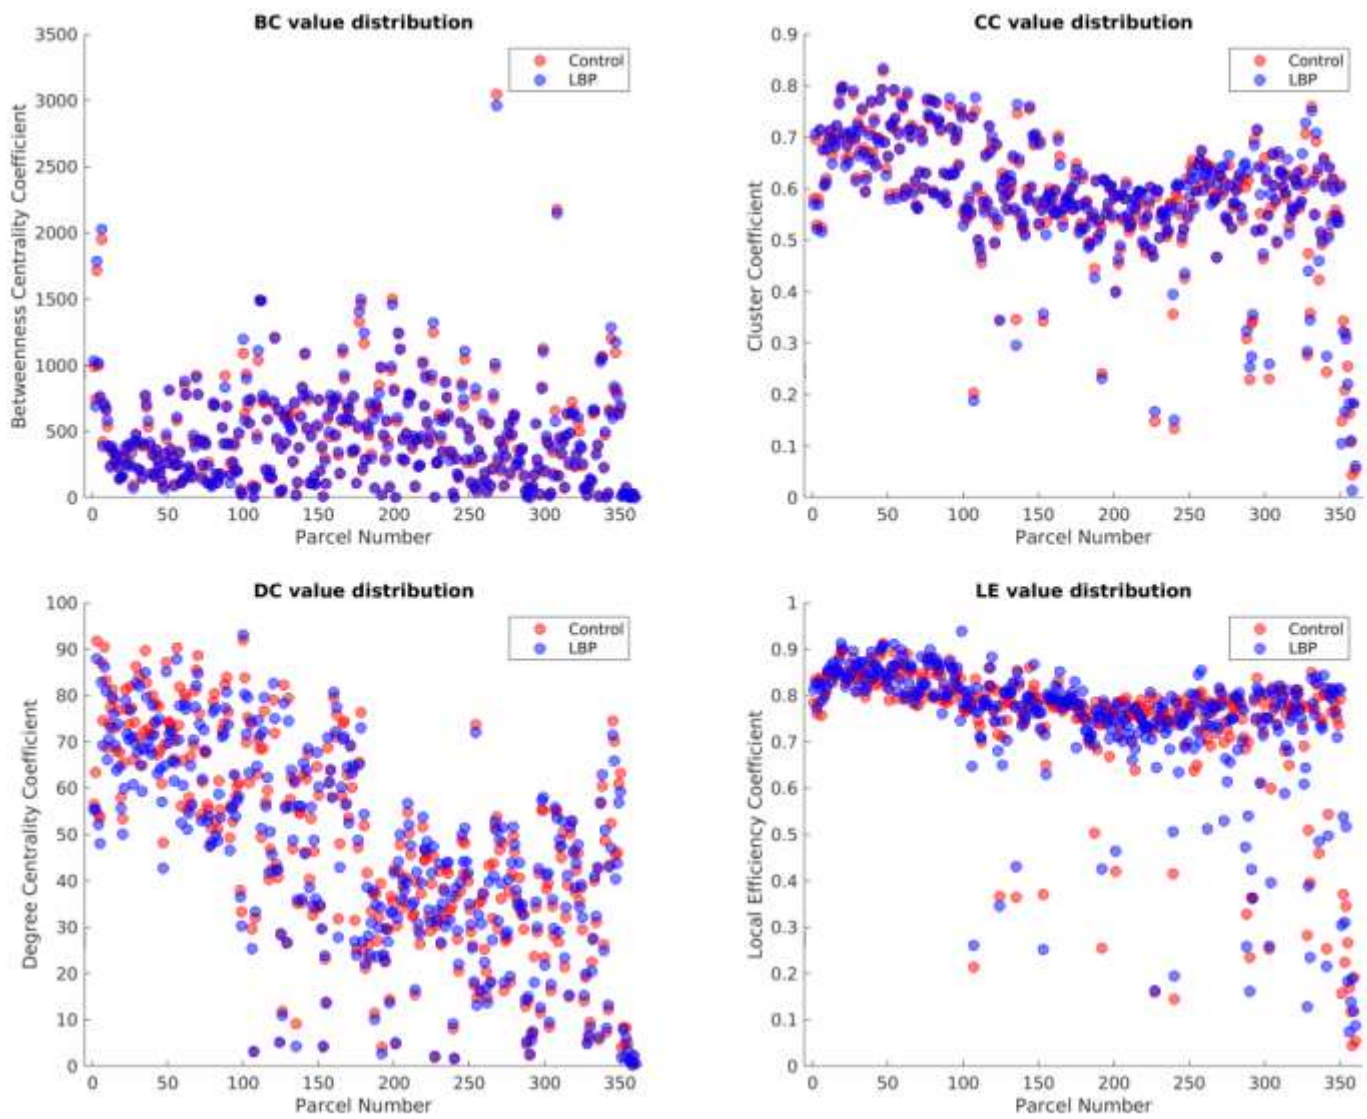 BC value distribution
3500
3000
2500
2000
1500
1000
500
0
0 50 100 150 200 250 300 350
Parcel Number
Betweenness Centrality Coefficient
Control
LBP
CC value distribution
0.9
0.8
0.7
0.6
0.5
0.4
0.3
0.2
0.1
0
0 50 100 150 200 250 300 350
Parcel Number
Cluster Coefficient
Control
LBP
DC value distribution
100
90
80
70
60
50
40
30
20
10
0
0 50 100 150 200 250 300 350
Parcel Number
Degree Centrality Coefficient
Control
LBP
LE value distribution
1
0.9
0.8
0.7
0.6
0.5
0.4
0.3
0.2
0.1
0
0 50 100 150 200 250 300 350
Parcel Number
Local Efficiency Coefficient
Control
LBP